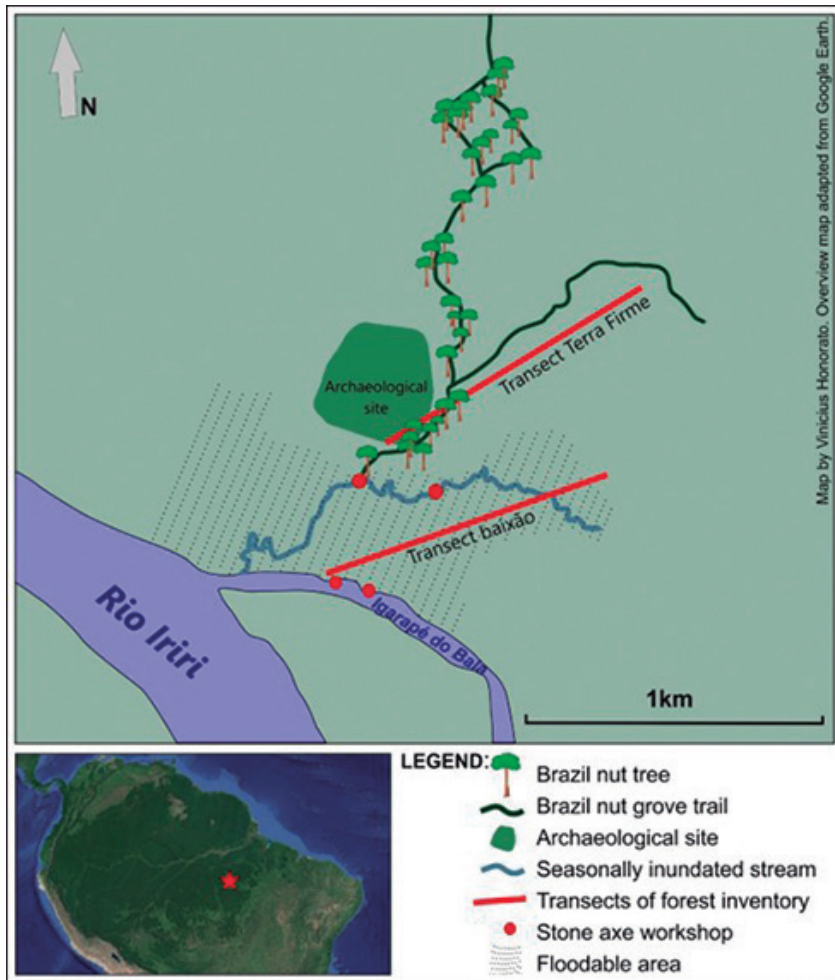 N
Map by Vinicius Honorato. Overview map adapted from Google Earth.
Archaeological
site
Transect Terra Firme
Transect baixão
Rio Iriri
Igarapé do Baía
1km
LEGEND:
Brazil nut tree
Brazil nut grove trail
Archaeological site
Seasonally inundated stream
Transects of forest inventory
Stone axe workshop
Floodable area